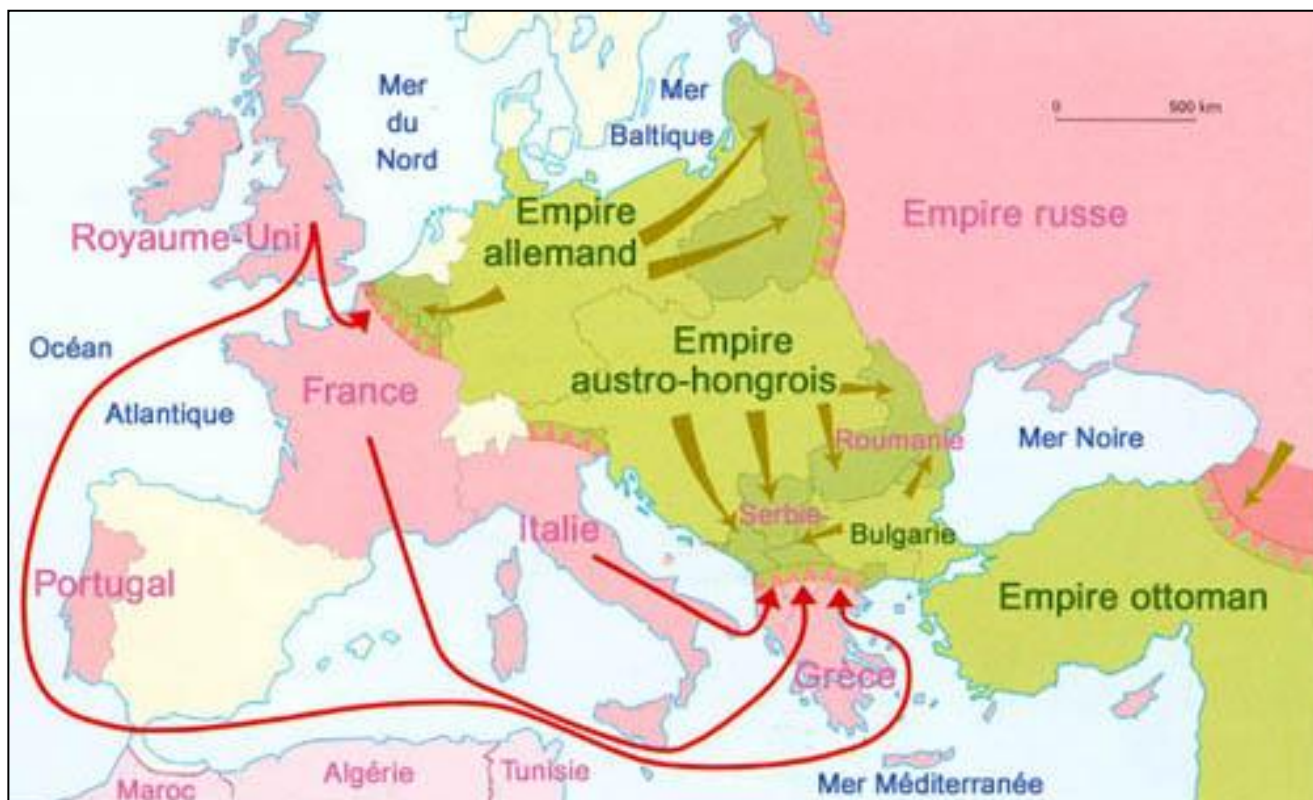 Mer
du
Nord
Mer
Baltique
0 500 km
Empire
allemand
Empire russe
Royaume-Uni
Océan
Atlantique
Empire
austro-hongrois
France
Roumanie
Mer Noire
Serbie
Bulgarie
Italie
Portugal
Empire ottoman
Grèce
Maroc
Algérie
Tunisie
Mer Méditerranée